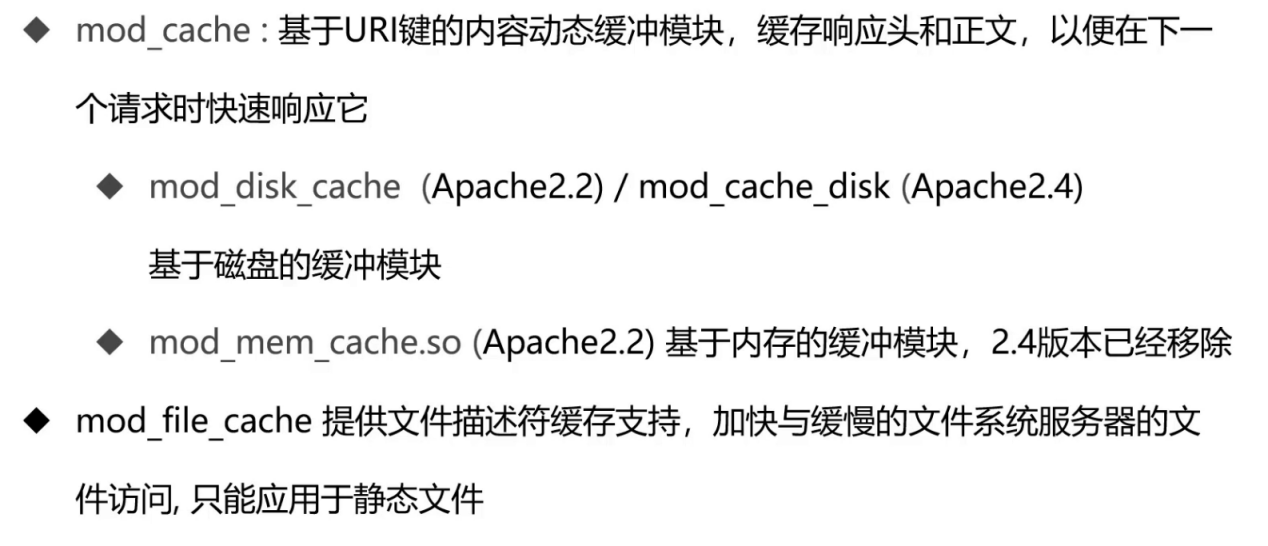 mod_cache : 基于URI键的内容动态缓冲模块，缓存响应头和正文，以便在下一
个请求时快速响应它
mod_disk_cache (Apache2.2) / mod_cache_disk (Apache2.4)
基于磁盘的缓冲模块
mod_mem_cache.so (Apache2.2) 基于内存的缓冲模块，2.4版本已经移除
mod_file_cache 提供文件描述符缓存支持，加快与缓慢的文件系统服务器的文
件访问, 只能应用于静态文件